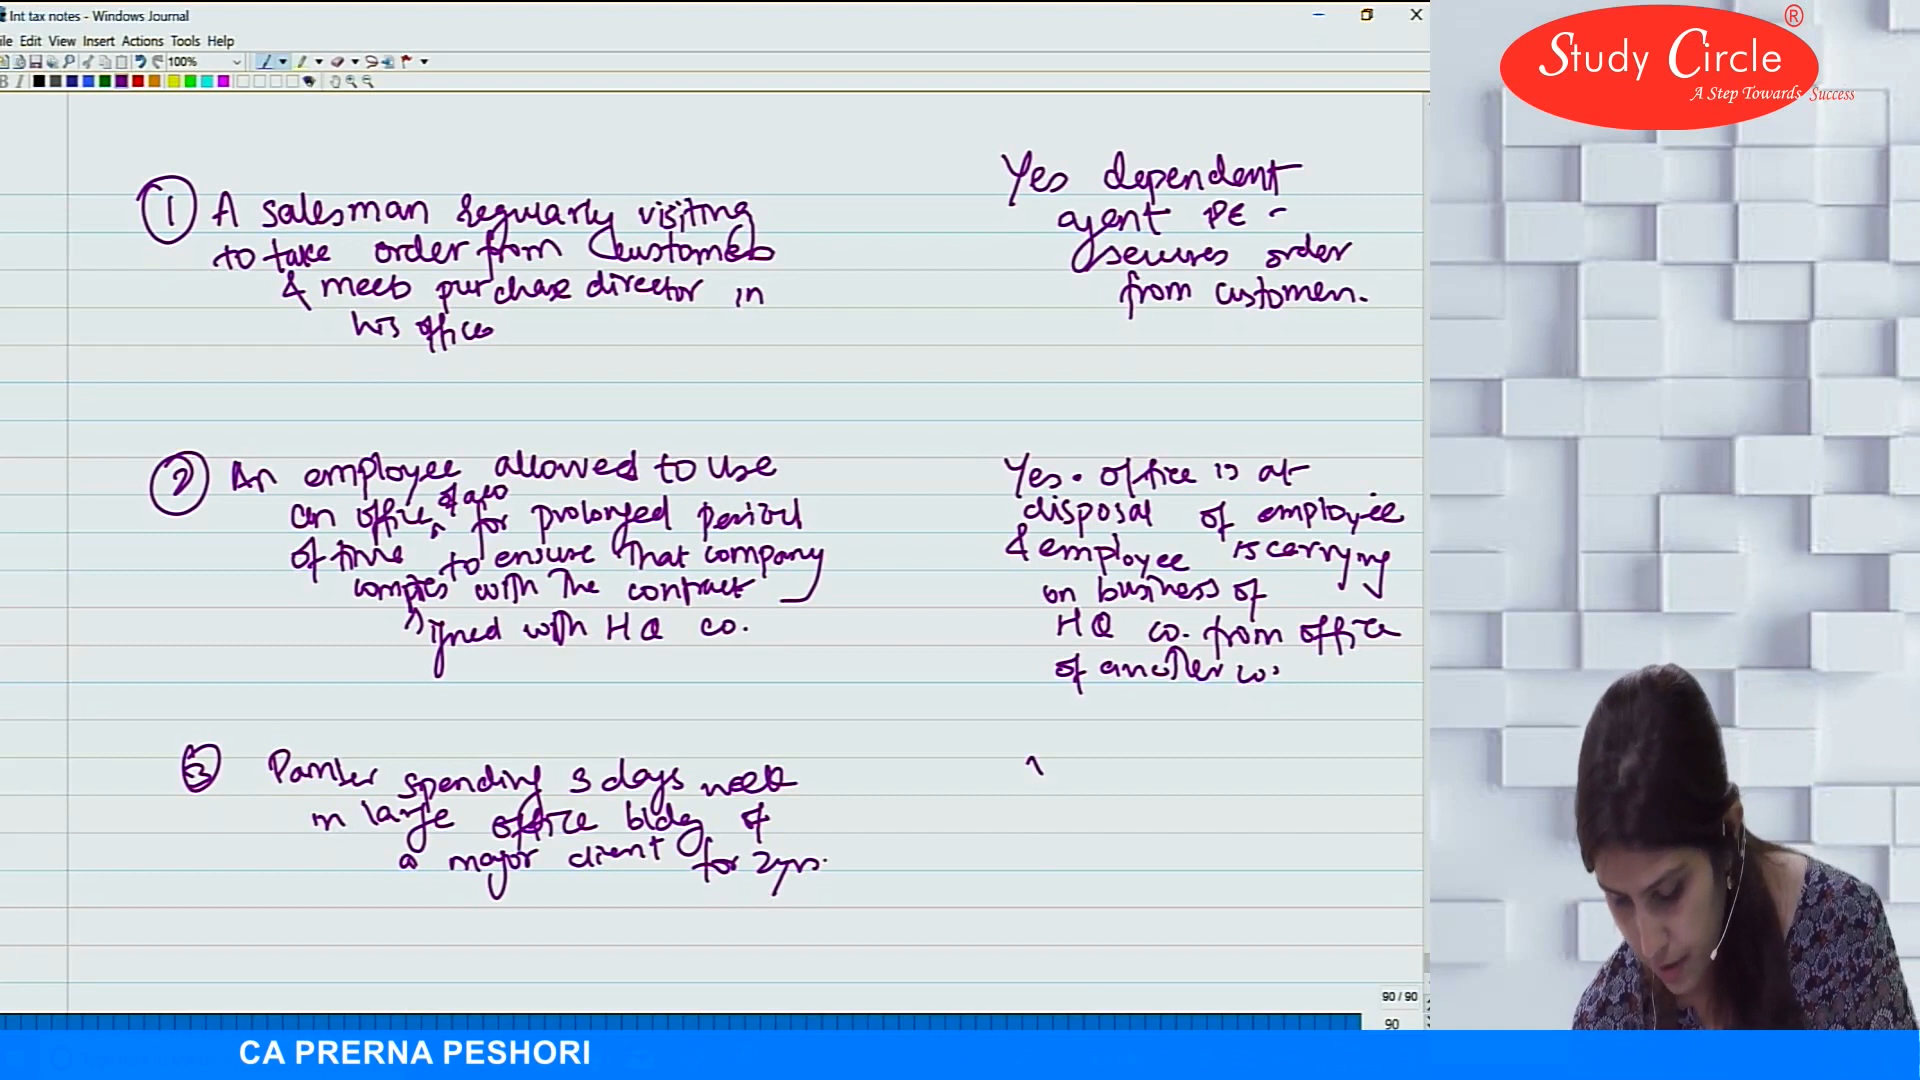 Int tax notes - Windows Journal
ile Edit View Insert Actions Tools Help
100%
B I
Study Circle ®
A Step Towards Success
① A salesman regularly visiting
to take order from customers
& meets purchase director in
his office
Yes dependent
agent PE -
secures order
from customer.
② An employee allowed to use
an office of a co for prolonged period
of time to ensure that company
complies with the contract
signed with HQ co.
Yes. office is at
disposal of employee
& employee is carrying
on business of
HQ co. from office
of another co.
③ Painter spending 3 days week
in large office bldg of
a major client for 2yrs.
90 / 90
90
CA PRERNA PESHORI